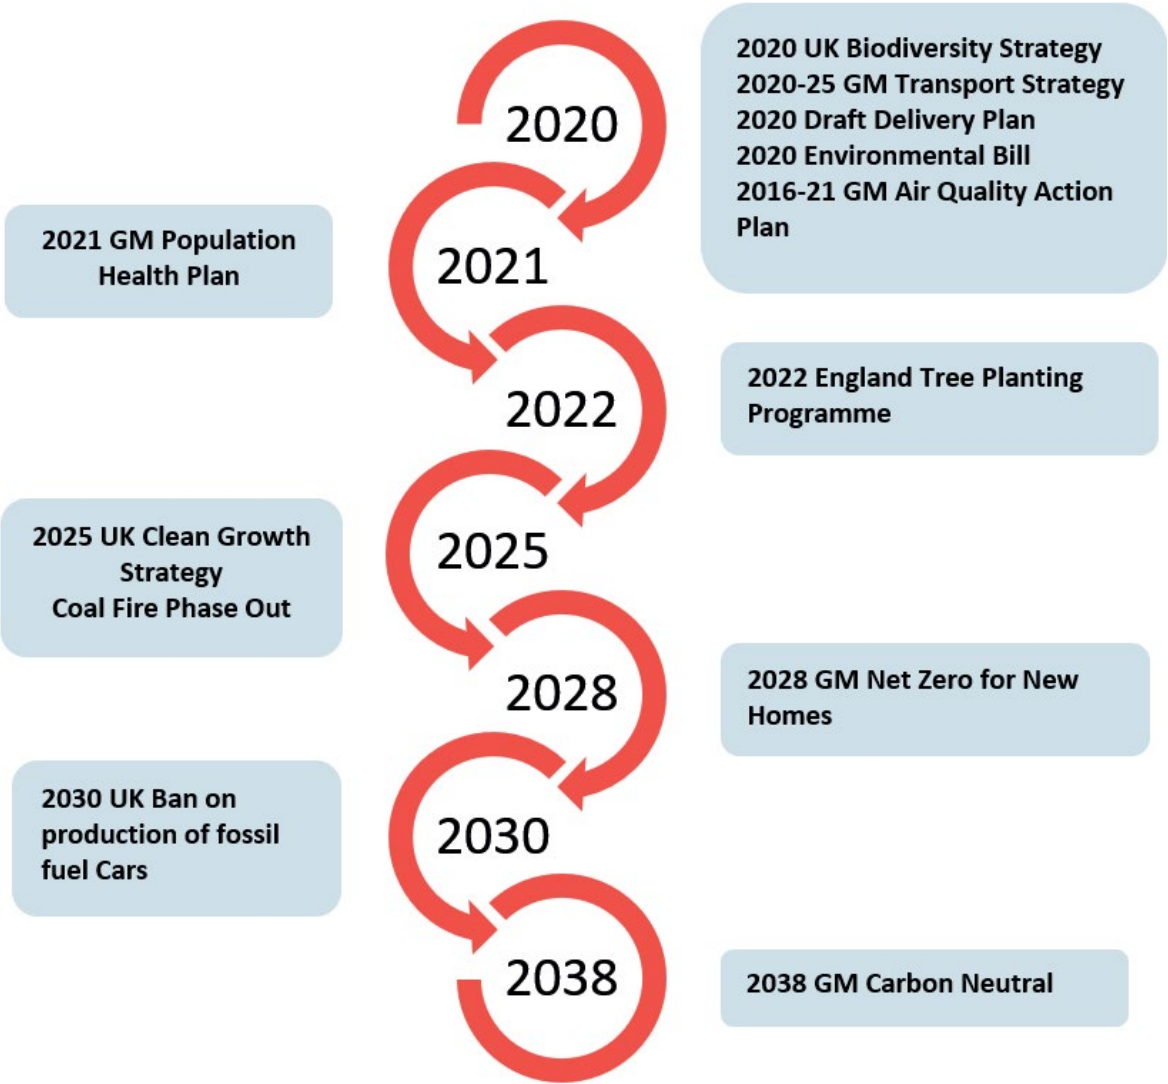 2020
2020 UK Biodiversity Strategy
2020-25 GM Transport Strategy
2020 Draft Delivery Plan
2020 Environmental Bill
2016-21 GM Air Quality Action
Plan
2021 GM Population
Health Plan
2021
2022
2022 England Tree Planting
Programme
2025 UK Clean Growth
Strategy
Coal Fire Phase Out
2025
2028
2028 GM Net Zero for New
Homes
2030 UK Ban on
production of fossil
fuel Cars
2030
2038
2038 GM Carbon Neutral